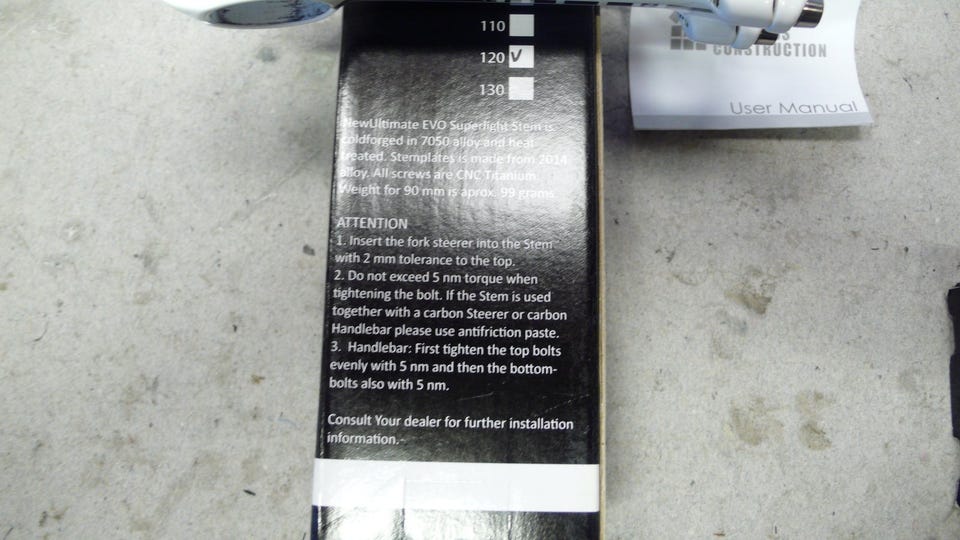 110
120
130
CONSTRUCTION
User Manual
NewUltimate EVO Superlight Stem is
coldforged in 7050 alloy and heat
treated. Stemplates is made from 2014
alloy. All screws are CNC Titanium.
Weight for 90 mm is aprox. 99 grams.
ATTENTION
1. Insert the fork steerer into the Stem
with 2 mm tolerance to the top.
2. Do not exceed 5 nm torque when
tightening the bolt. If the Stem is used
together with a carbon Steerer or carbon
Handlebar please use antifriction paste.
3. Handlebar: First tighten the top bolts
evenly with 5 nm and then the bottom-
bolts also with 5 nm.
Consult Your dealer for further installation
information.-